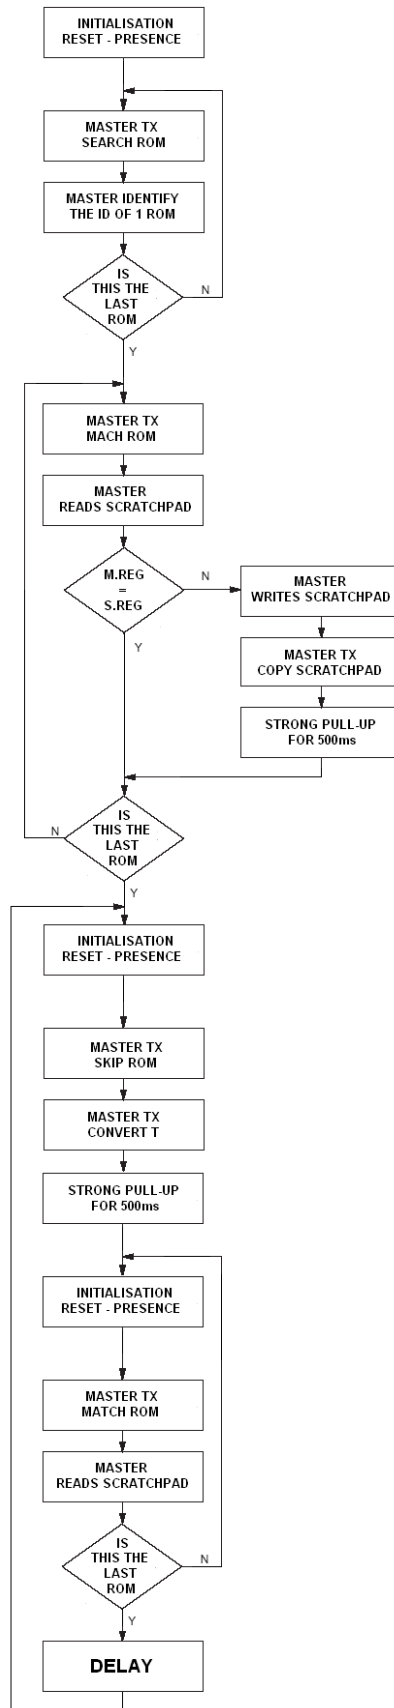 INITIALISATION
RESET - PRESENCE
MASTER TX
SEARCH ROM
MASTER IDENTIFY
THE ID OF 1 ROM
IS
THIS THE
LAST
ROM
N
Y
MASTER TX
MACH ROM
MASTER
READS SCRATCHPAD
M.REG
=
S.REG
N
Y
MASTER
WRITES SCRATCHPAD
MASTER TX
COPY SCRATCHPAD
STRONG PULL-UP
FOR 500ms
IS
THIS THE
LAST
ROM
N
Y
INITIALISATION
RESET - PRESENCE
MASTER TX
SKIP ROM
MASTER TX
CONVERT T
STRONG PULL-UP
FOR 500ms
INITIALISATION
RESET - PRESENCE
MASTER TX
MATCH ROM
MASTER
READS SCRATCHPAD
IS
THIS THE
LAST
ROM
N
Y
DELAY